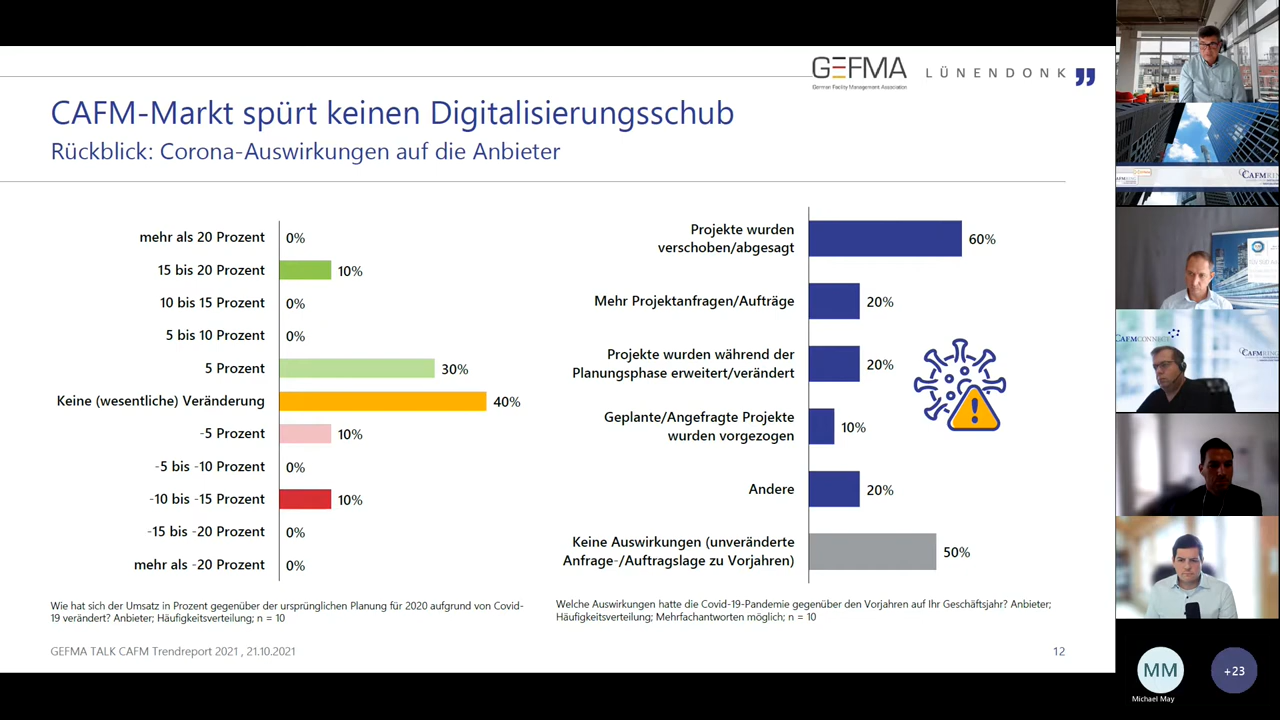 GEFMA
German Facility Management Association
LÜNENDONK
CAFM-Markt spürt keinen Digitalisierungsschub
Rückblick: Corona-Auswirkungen auf die Anbieter
mehr als 20 Prozent 0%
15 bis 20 Prozent 10%
10 bis 15 Prozent 0%
5 bis 10 Prozent 0%
5 Prozent 30%
Keine (wesentliche) Veränderung 40%
-5 Prozent 10%
-5 bis -10 Prozent 0%
-10 bis -15 Prozent 10%
-15 bis -20 Prozent 0%
mehr als -20 Prozent 0%
Wie hat sich der Umsatz in Prozent gegenüber der ursprünglichen Planung für 2020 aufgrund von Covid-
19 verändert? Anbieter; Häufigkeitsverteilung; n = 10
Projekte wurden
verschoben/abgesagt 60%
Mehr Projektanfragen/Aufträge 20%
Projekte wurden während der
Planungsphase erweitert/verändert 20%
Geplante/Angefragte Projekte
wurden vorgezogen 10%
Andere 20%
Keine Auswirkungen (unveränderte
Anfrage-/Auftragslage zu Vorjahren) 50%
Welche Auswirkungen hatte die Covid-19-Pandemie gegenüber den Vorjahren auf Ihr Geschäftsjahr? Anbieter;
Häufigkeitsverteilung; Mehrfachantworten möglich; n = 10
GEFMA TALK CAFM Trendreport 2021 , 21.10.2021
12
CAFMCONNECT
MM
Michael May
+23